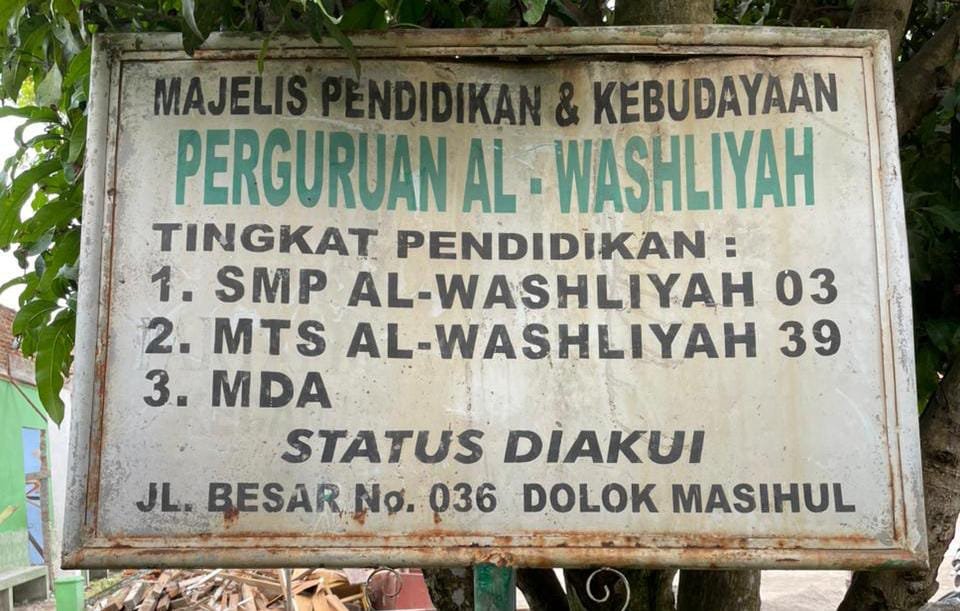 MAJELIS PENDIDIKAN & KEBUDAYAAN
PERGURUAN AL - WASHLIYAH
TINGKAT PENDIDIKAN :
1. SMP AL-WASHLIYAH 03
2. MTS AL-WASHLIYAH 39
3. MDA
STATUS DIAKUI
JL. BESAR No. 036 DOLOK MASIHUL